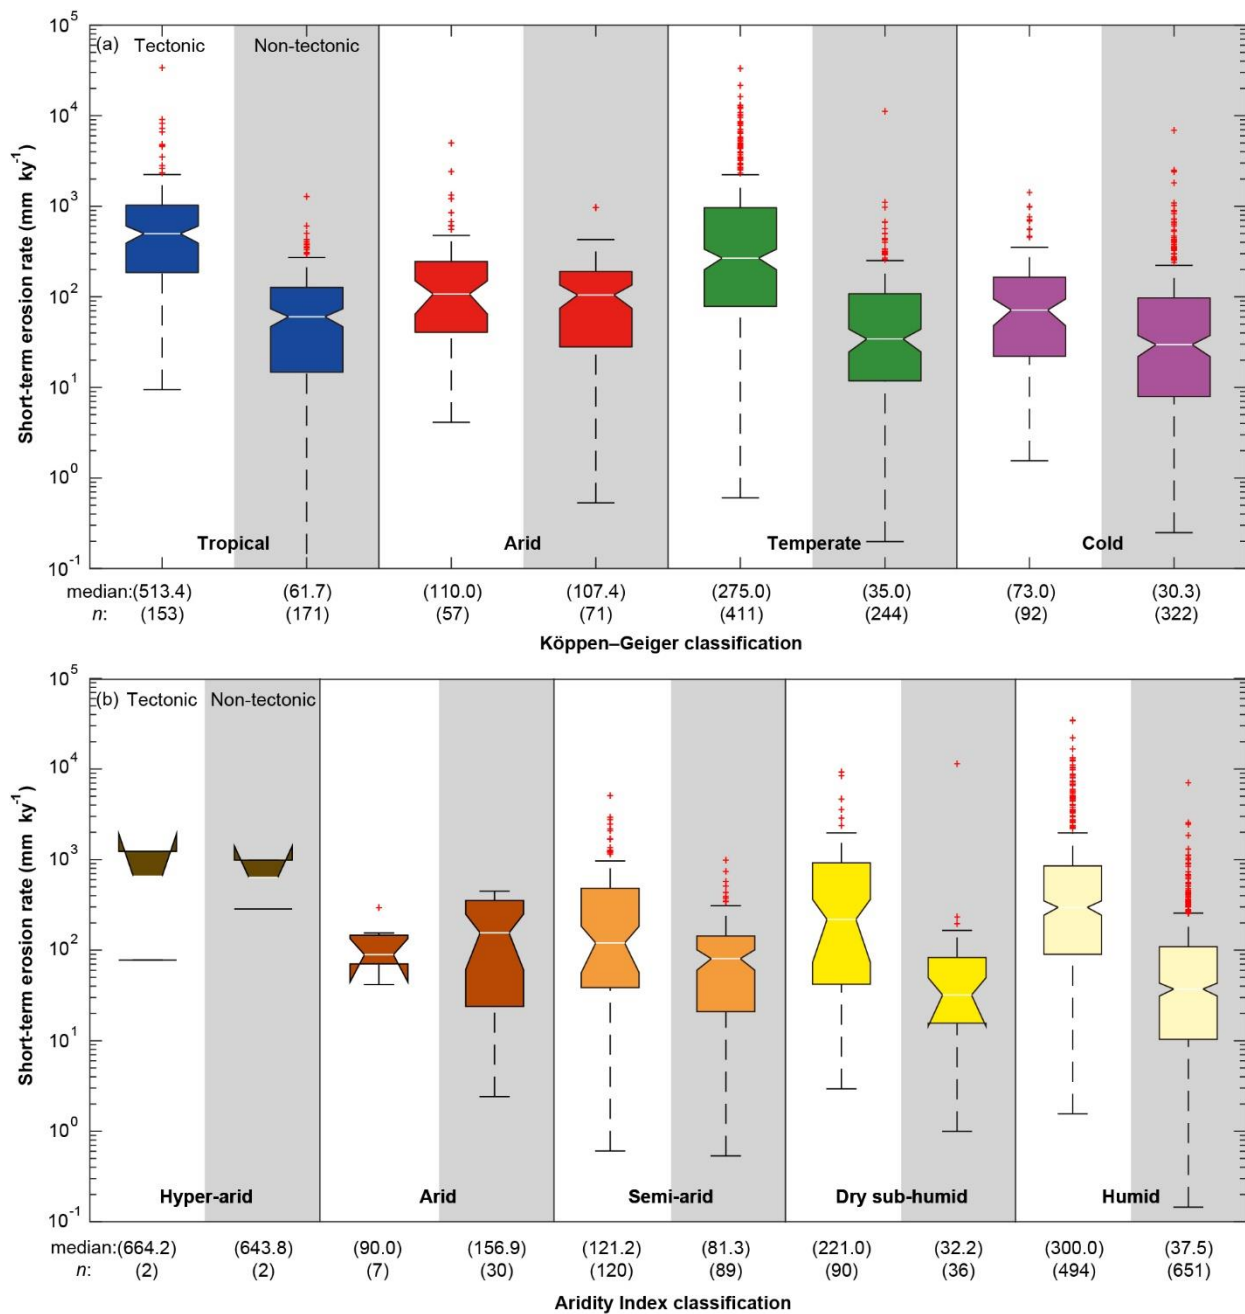 10^5
(a) Tectonic Non-tectonic
10^4
10^3
10^2
10^1
10^0
10^-1
Short-term erosion rate (mm ky^-1)
Tropical Arid Temperate Cold
median:(513.4) (61.7) (110.0) (107.4) (275.0) (35.0) (73.0) (30.3)
n: (153) (171) (57) (71) (411) (244) (92) (322)
Köppen–Geiger classification
10^5
(b) Tectonic Non-tectonic
10^4
10^3
10^2
10^1
10^0
10^-1
Short-term erosion rate (mm ky^-1)
Hyper-arid Arid Semi-arid Dry sub-humid Humid
median:(664.2) (643.8) (90.0) (156.9) (121.2) (81.3) (221.0) (32.2) (300.0) (37.5)
n: (2) (2) (7) (30) (120) (89) (90) (36) (494) (651)
Aridity Index classification